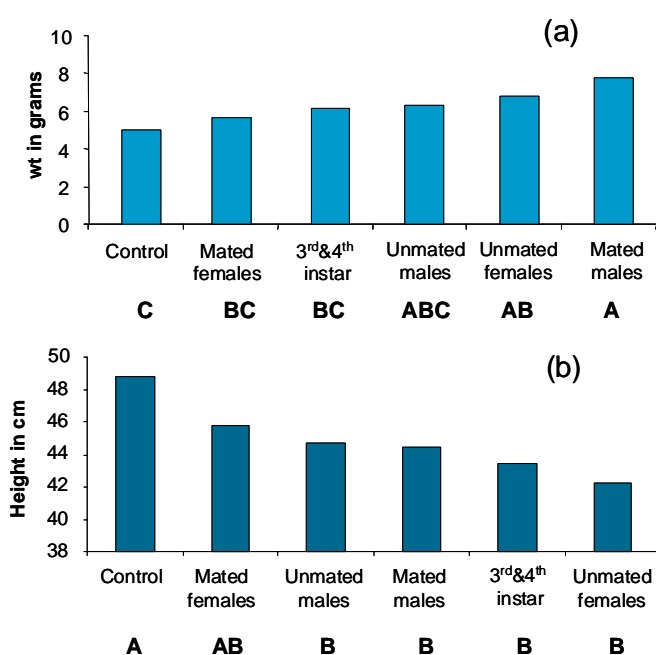 (a)
wt in grams
10
8
6
4
2
0
Control
Mated
females
3rd&4th
instar
Unmated
males
Unmated
females
Mated
males
C BC BC ABC AB A
(b)
Height in cm
50
48
46
44
42
40
38
Control
Mated
females
Unmated
males
Mated
males
3rd&4th
instar
Unmated
females
A AB B B B B